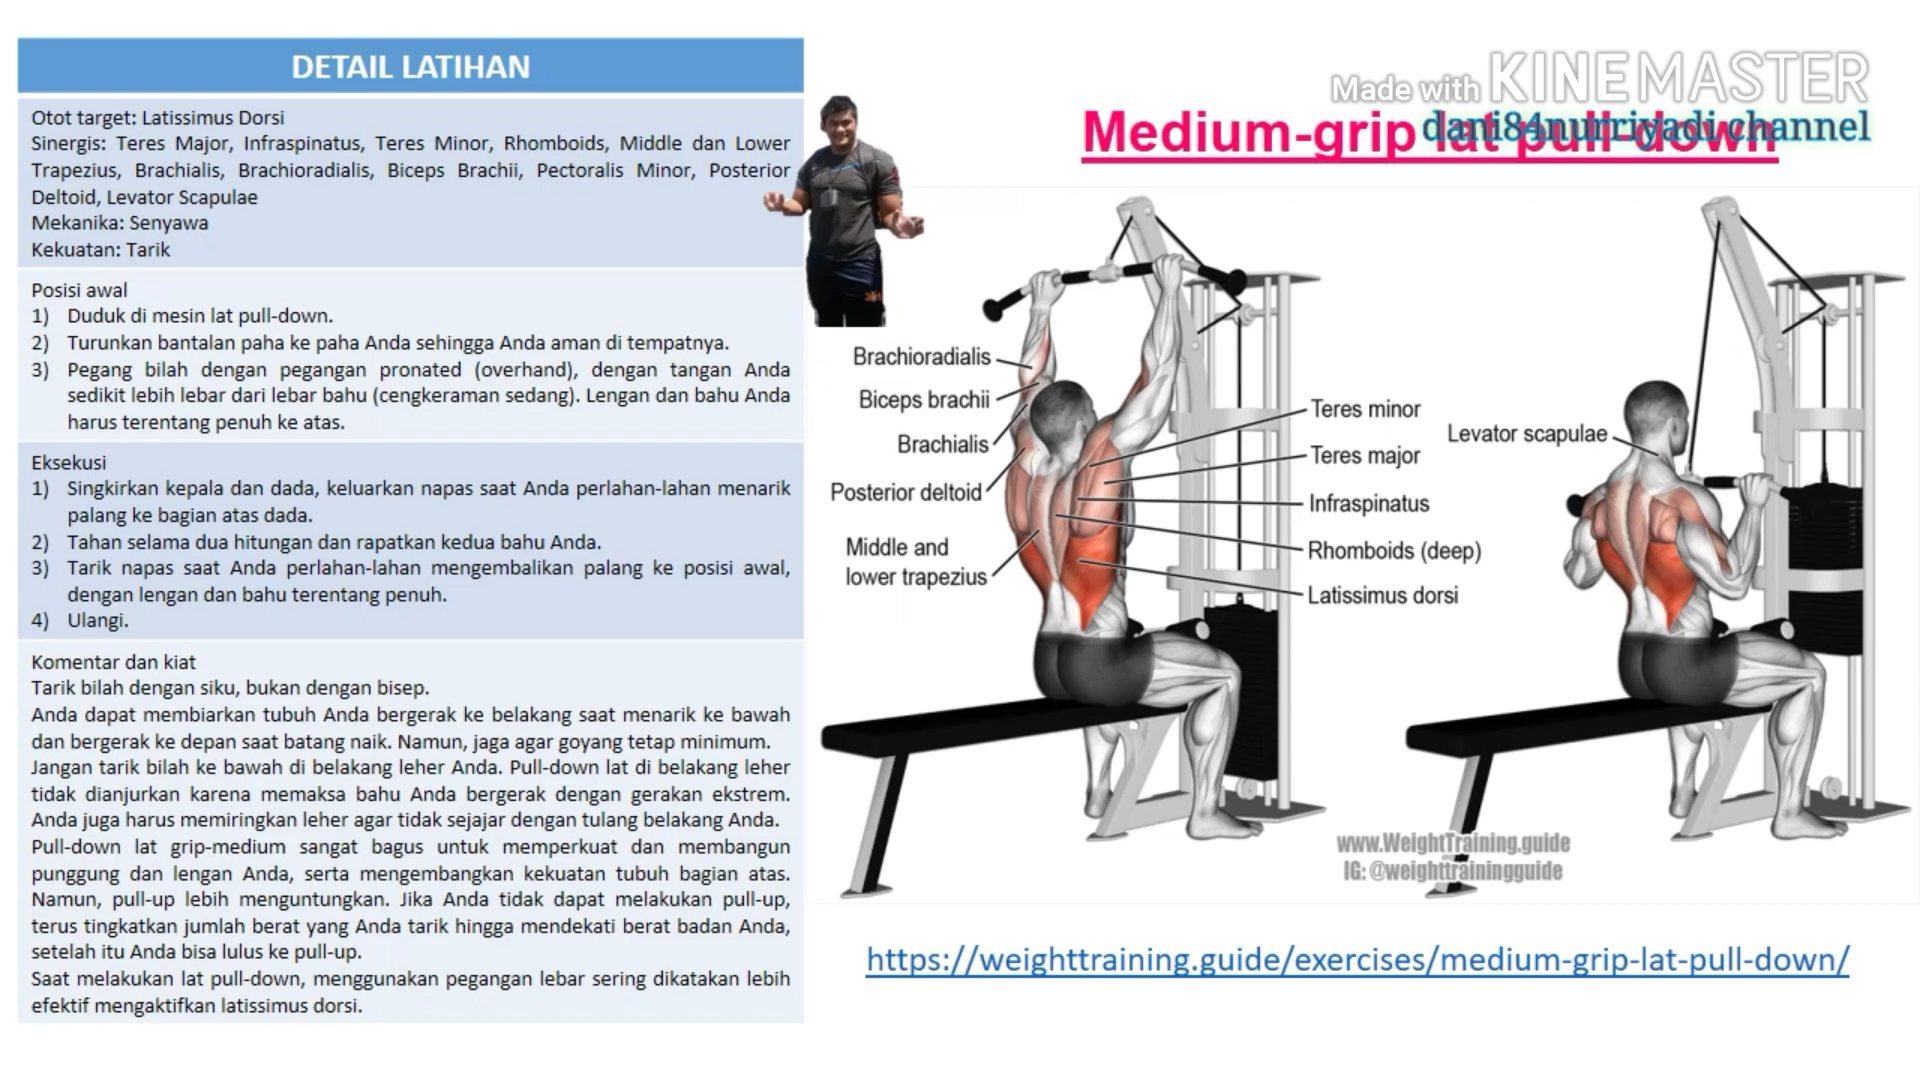 DETAIL LATIHAN
Otot target: Latissimus Dorsi
Sinergis: Teres Major, Infraspinatus, Teres Minor, Rhomboids, Middle dan Lower
Trapezius, Brachialis, Brachioradialis, Biceps Brachii, Pectoralis Minor, Posterior
Deltoid, Levator Scapulae
Mekanika: Senyawa
Kekuatan: Tarik
Posisi awal
1) Duduk di mesin lat pull-down.
2) Turunkan bantalan paha ke paha Anda sehingga Anda aman di tempatnya.
3) Pegang bilah dengan pegangan pronated (overhand), dengan tangan Anda
sedikit lebih lebar dari lebar bahu (cengkeraman sedang). Lengan dan bahu Anda
harus terentang penuh ke atas.
Eksekusi
1) Singkirkan kepala dan dada, keluarkan napas saat Anda perlahan-lahan menarik
palang ke bagian atas dada.
2) Tahan selama dua hitungan dan rapatkan kedua bahu Anda.
3) Tarik napas saat Anda perlahan-lahan mengembalikan palang ke posisi awal,
dengan lengan dan bahu terentang penuh.
4) Ulangi.
Komentar dan kiat
Tarik bilah dengan siku, bukan dengan bisep.
Anda dapat membiarkan tubuh Anda bergerak ke belakang saat menarik ke bawah
dan bergerak ke depan saat batang naik. Namun, jaga agar goyang tetap minimum.
Jangan tarik bilah ke bawah di belakang leher Anda. Pull-down lat di belakang leher
tidak dianjurkan karena memaksa bahu Anda bergerak dengan gerakan ekstrem.
Anda juga harus memiringkan leher agar tidak sejajar dengan tulang belakang Anda.
Pull-down lat grip-medium sangat bagus untuk memperkuat dan membangun
punggung dan lengan Anda, serta mengembangkan kekuatan tubuh bagian atas.
Namun, pull-up lebih menguntungkan. Jika Anda tidak dapat melakukan pull-up,
terus tingkatkan jumlah berat yang Anda tarik hingga mendekati berat badan Anda,
setelah itu Anda bisa lulus ke pull-up.
Saat melakukan lat pull-down, menggunakan pegangan lebar sering dikatakan lebih
efektif mengaktifkan latissimus dorsi.
Made with KINEMASTER
dani84nurriyadi channel
Medium-grip lat pull-down
Brachioradialis
Biceps brachii
Brachialis
Posterior deltoid
Middle and
lower trapezius
Teres minor
Teres major
Infraspinatus
Rhomboids (deep)
Latissimus dorsi
Levator scapulae
www.WeightTraining.guide
IG: @weighttrainingguide
https://weighttraining.guide/exercises/medium-grip-lat-pull-down/